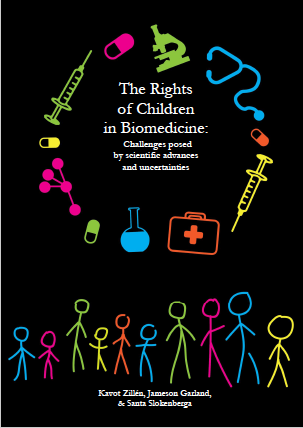 The Rights
of Children
in Biomedicine:
Challenges posed
by scientific advances
and uncertainties
Kavot Zillén, Jameson Garland,
& Santa Slokenberga